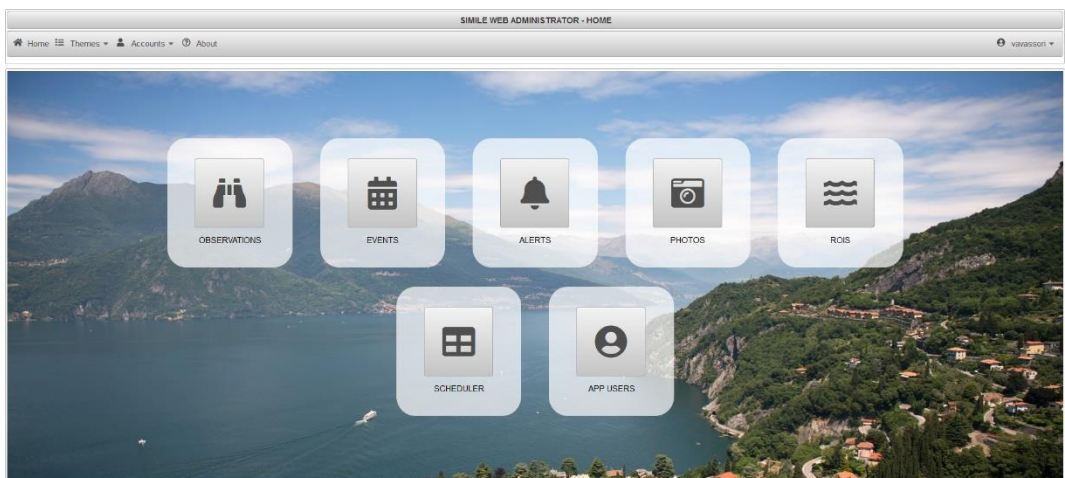 SIMILE WEB ADMINISTRATOR - HOME
Home Themes Accounts About vavassori
OBSERVATIONS EVENTS ALERTS PHOTOS ROIS
SCHEDULER APP USERS